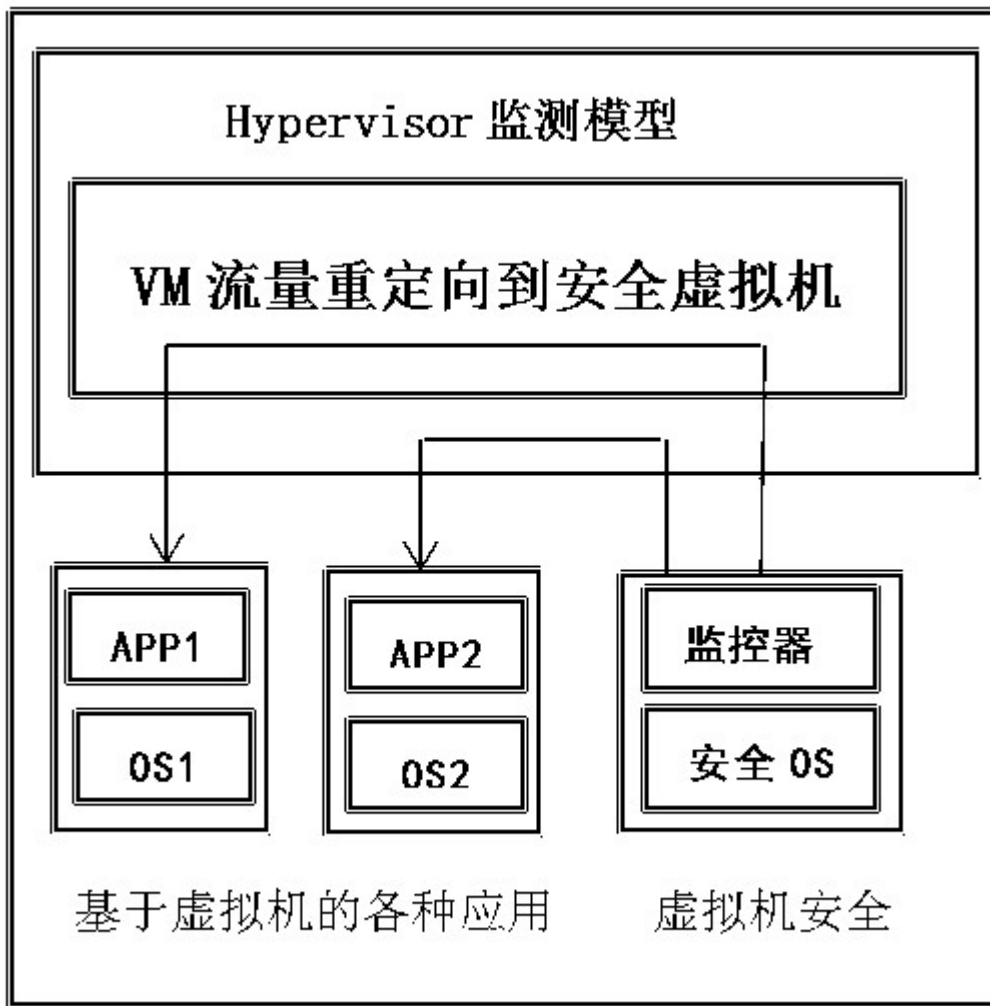 Hypervisor 监测模型
VM 流量重定向到安全虚拟机
APP1
APP2
监控器
OS1
OS2
安全 OS
基于虚拟机的各种应用
虚拟机安全